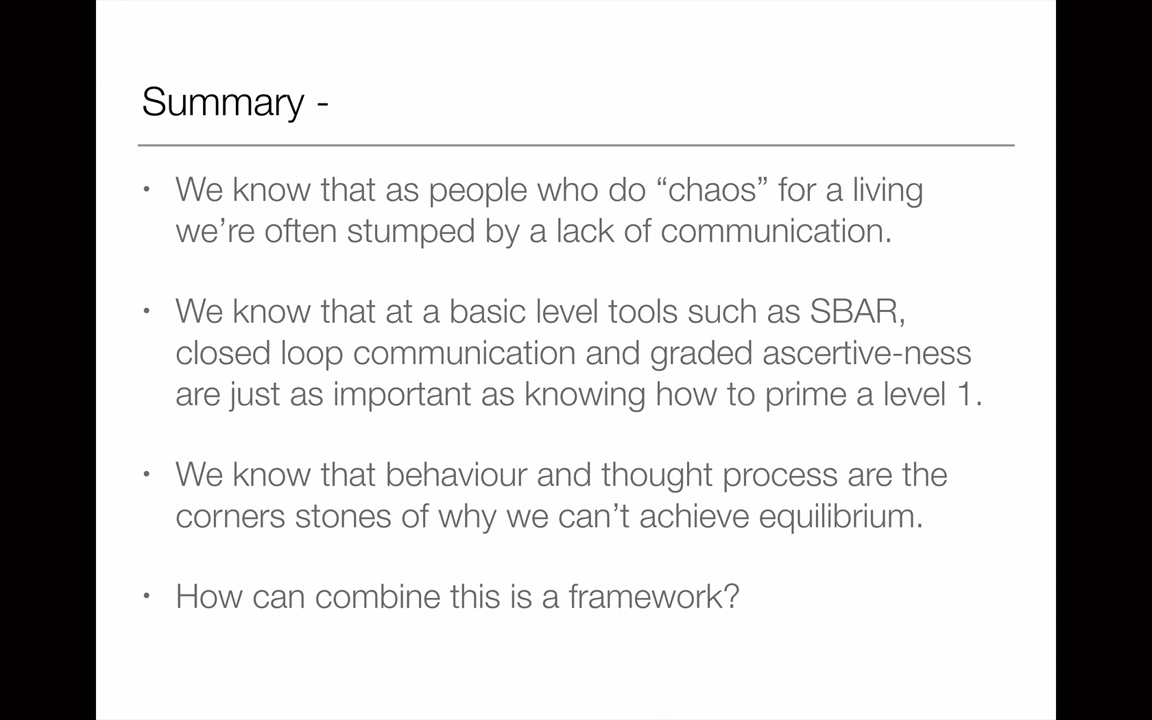 Summary -
• We know that as people who do “chaos” for a living
we’re often stumped by a lack of communication.
• We know that at a basic level tools such as SBAR,
closed loop communication and graded ascertive-ness
are just as important as knowing how to prime a level 1.
• We know that behaviour and thought process are the
corners stones of why we can’t achieve equilibrium.
• How can combine this is a framework?